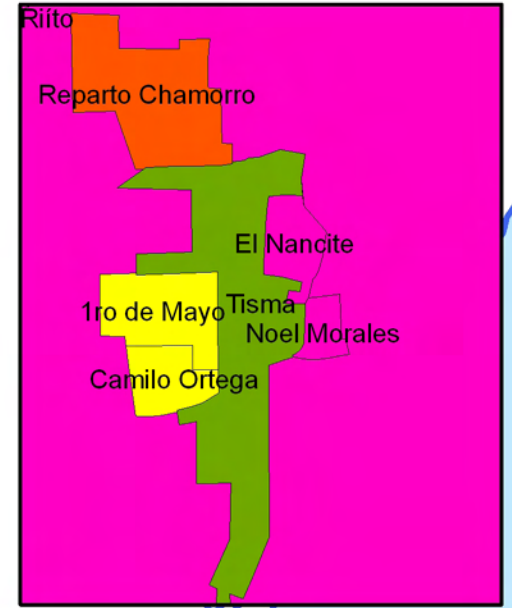 Riíto
Reparto Chamorro
El Nancite
Tisma
1ro de Mayo
Noel Morales
Camilo Ortega